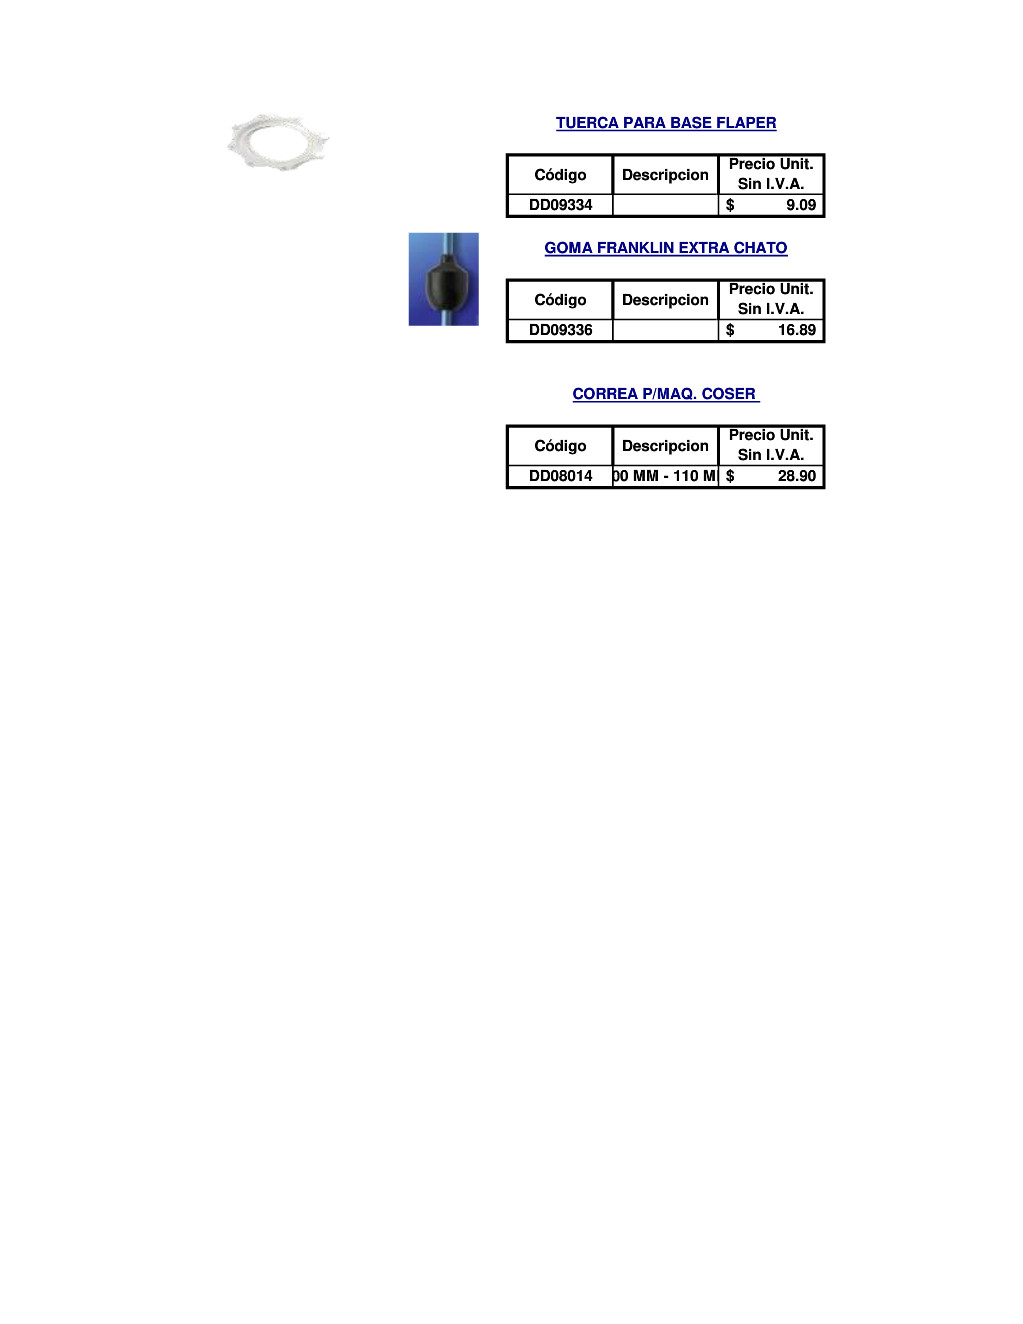 TUERCA PARA BASE FLAPER
Código Descripcion Precio Unit. Sin I.V.A.
DD09334 $ 9.09
GOMA FRANKLIN EXTRA CHATO
Código Descripcion Precio Unit. Sin I.V.A.
DD09336 $ 16.89
CORREA P/MAQ. COSER
Código Descripcion Precio Unit. Sin I.V.A.
DD08014 00 MM - 110 M $ 28.90